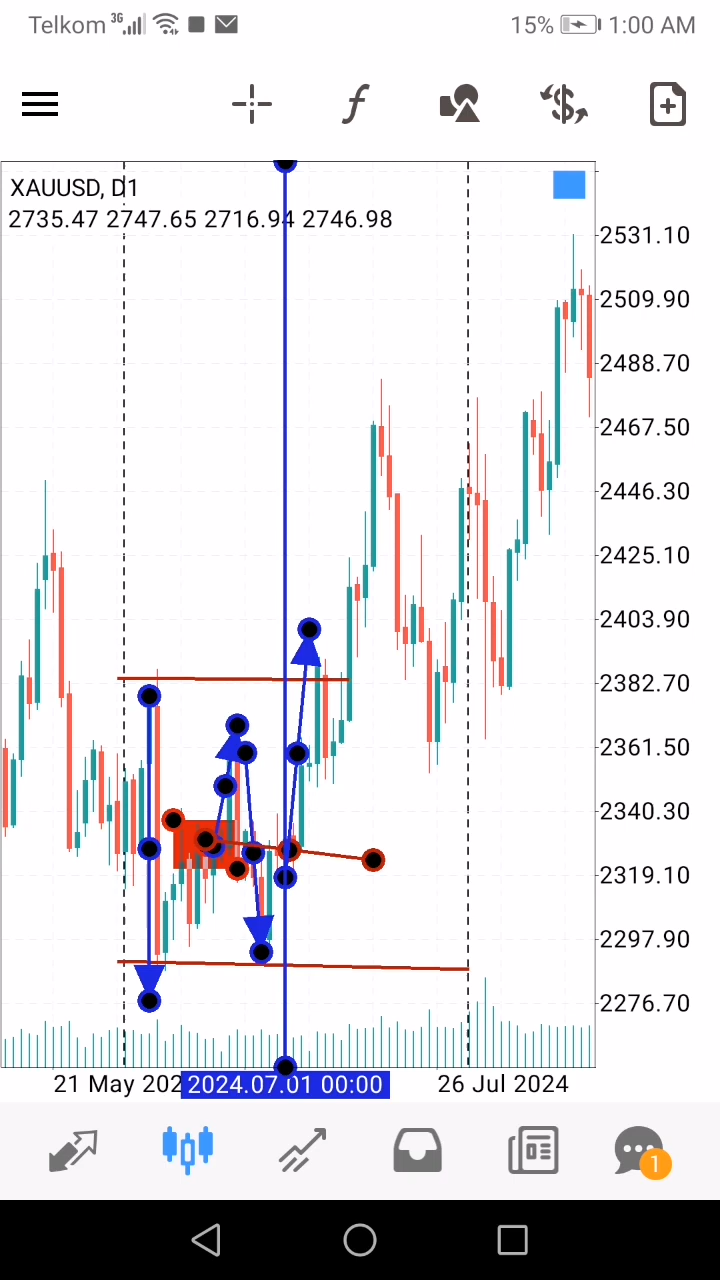 Telkom 3G 15% 1:00 AM
f $
XAUUSD, D1
2735.47 2747.65 2716.94 2746.98
2531.10
2509.90
2488.70
2467.50
2446.30
2425.10
2403.90
2382.70
2361.50
2340.30
2319.10
2297.90
2276.70
21 May 202 2024.07.01 00:00 26 Jul 2024
1